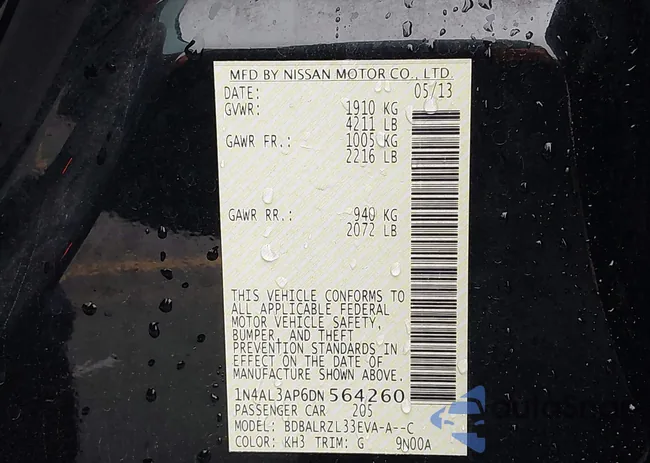 MFD BY NISSAN MOTOR CO., LTD.
DATE: 05/13
GVWR: 1910 KG
4211 LB
GAWR FR.: 1005 KG
2216 LB
GAWR RR.: 940 KG
2072 LB
THIS VEHICLE CONFORMS TO
ALL APPLICABLE FEDERAL
MOTOR VEHICLE SAFETY,
BUMPER, AND THEFT
PREVENTION STANDARDS IN
EFFECT ON THE DATE OF
MANUFACTURE SHOWN ABOVE.
1N4AL3AP6DN 564260
PASSENGER CAR 205
MODEL: BDBALRZL33EVA-A--C
COLOR: KH3 TRIM: G 9N00A